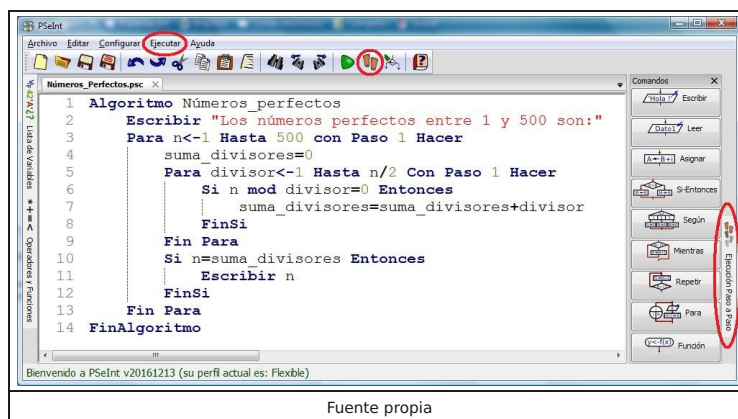 PSeInt
Archivo Editar Configurar Ejecutar Ayuda
Números_Perfectos.psc
Comandos
1 Algoritmo Números_perfectos
2 Escribir "Los números perfectos entre 1 y 500 son:"
3 Para n<-1 Hasta 500 con Paso 1 Hacer
4 suma_divisores=0
5 Para divisor<-1 Hasta n/2 Con Paso 1 Hacer
6 Si n mod divisor=0 Entonces
7 suma_divisores=suma_divisores+divisor
8 FinSi
9 Fin Para
10 Si n=suma_divisores Entonces
11 Escribir n
12 FinSi
13 Fin Para
14 FinAlgoritmo
Lista de Variables
Operadores y Funciones
'Hola !' Escribir
Dato1 Leer
A←B+1 Asignar
Si-Entonces
Según
Mientras
Repetir
Para
y<-f(x) Función
Ejecución Paso a Paso
Bienvenido a PSeInt v20161213 (su perfil actual es: Flexible)
Fuente propia